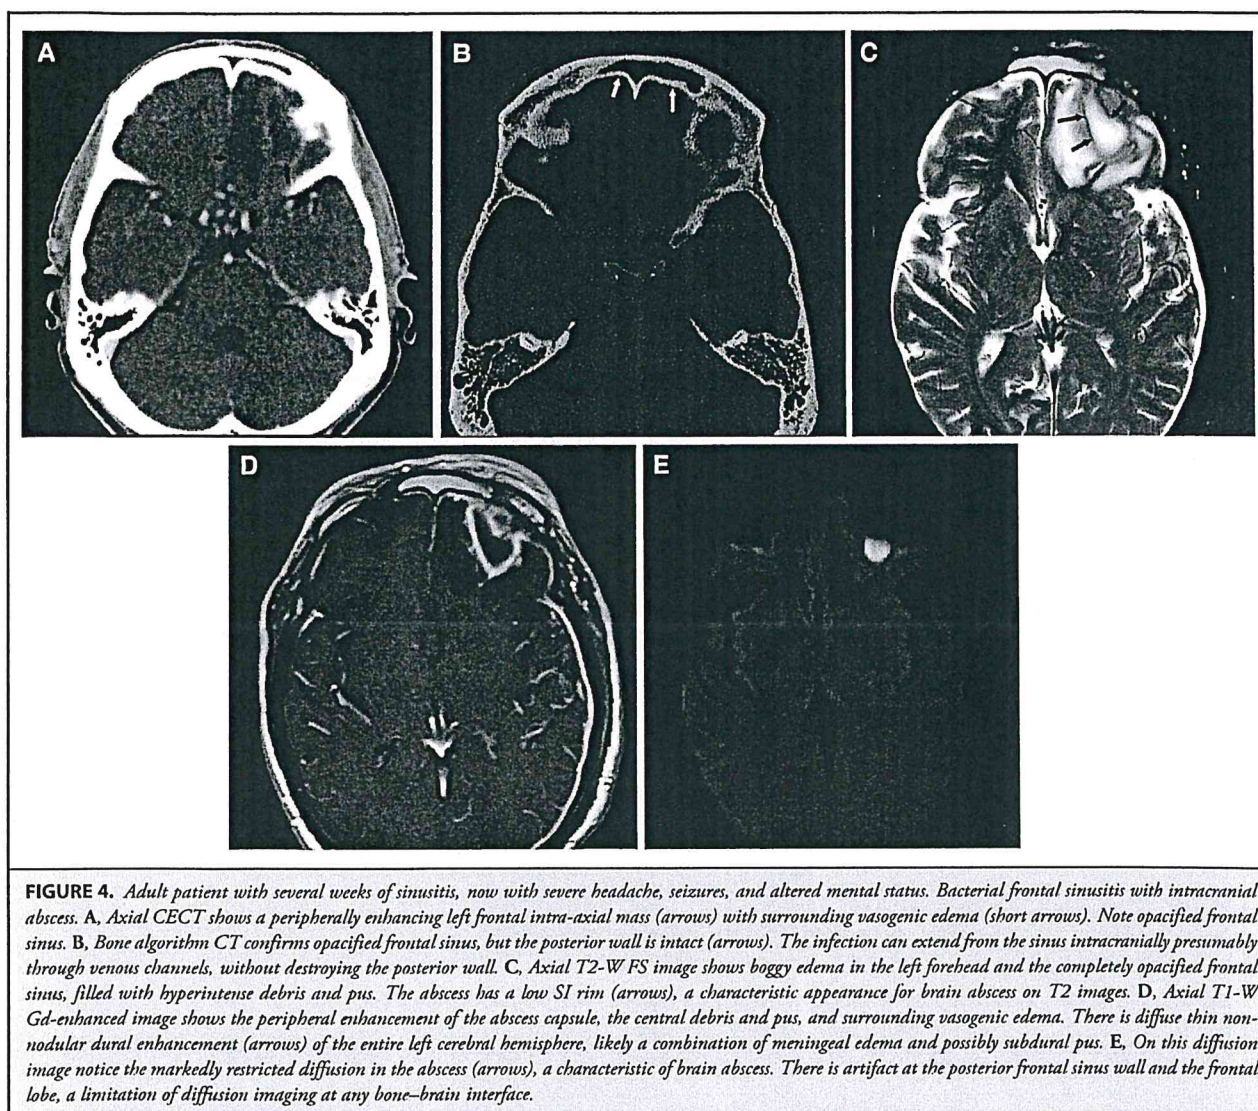 A
B
C
D
E
FIGURE 4. Adult patient with several weeks of sinusitis, now with severe headache, seizures, and altered mental status. Bacterial frontal sinusitis with intracranial
abscess. A, Axial CECT shows a peripherally enhancing left frontal intra-axial mass (arrows) with surrounding vasogenic edema (short arrows). Note opacified frontal
sinus. B, Bone algorithm CT confirms opacified frontal sinus, but the posterior wall is intact (arrows). The infection can extend from the sinus intracranially presumably
through venous channels, without destroying the posterior wall. C, Axial T2-W FS image shows boggy edema in the left forehead and the completely opacified frontal
sinus, filled with hyperintense debris and pus. The abscess has a low SI rim (arrows), a characteristic appearance for brain abscess on T2 images. D, Axial T1-W
Gd-enhanced image shows the peripheral enhancement of the abscess capsule, the central debris and pus, and surrounding vasogenic edema. There is diffuse thin non-
nodular dural enhancement (arrows) of the entire left cerebral hemisphere, likely a combination of meningeal edema and possibly subdural pus. E, On this diffusion
image notice the markedly restricted diffusion in the abscess (arrows), a characteristic of brain abscess. There is artifact at the posterior frontal sinus wall and the frontal
lobe, a limitation of diffusion imaging at any bone–brain interface.